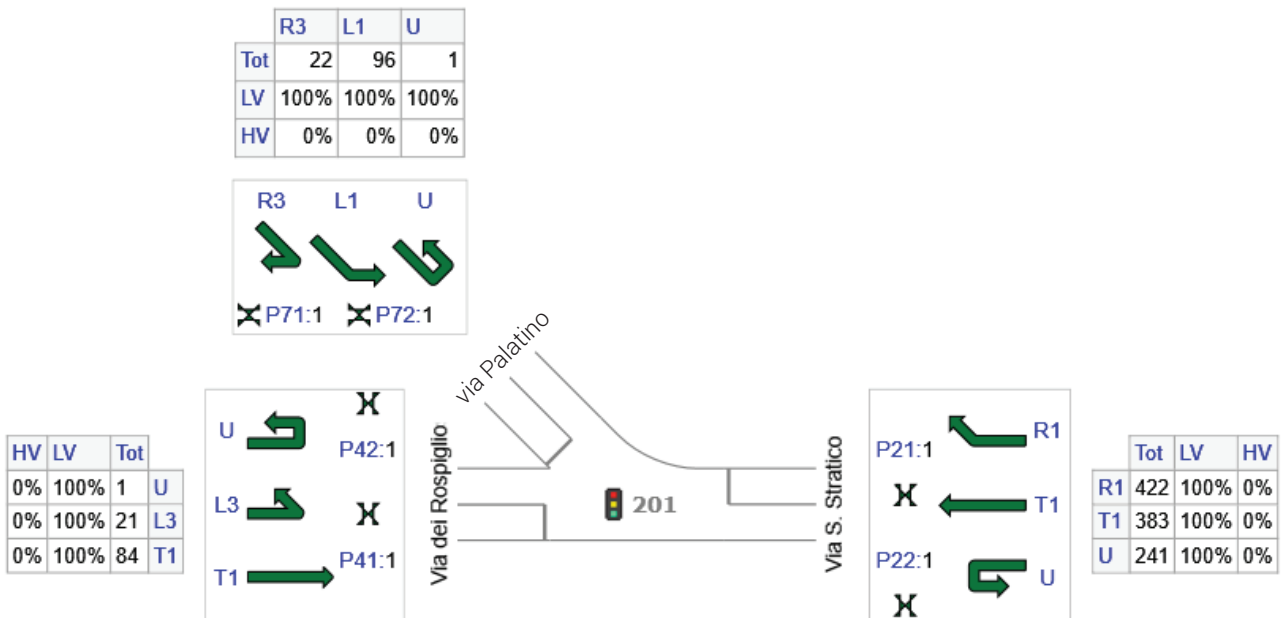 R3 L1 U
Tot 22 96 1
LV 100% 100% 100%
HV 0% 0% 0%
R3 L1 U
P71:1 P72:1
via Palatino
HV LV Tot
0% 100% 1 U
0% 100% 21 L3
0% 100% 84 T1
U
P42:1
L3
P41:1
T1
Via dei Rospiglio
201
Via S. Stratico
R1
P21:1
T1
P22:1
U
Tot LV HV
R1 422 100% 0%
T1 383 100% 0%
U 241 100% 0%